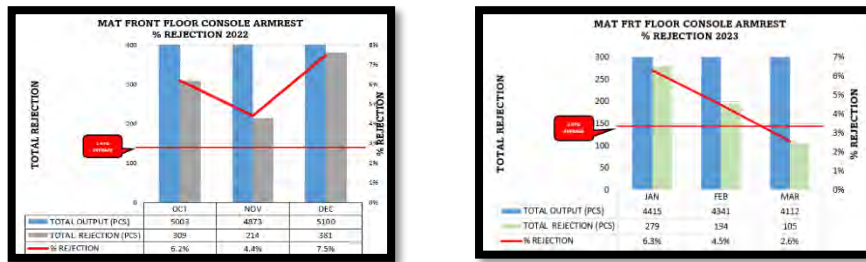 MAT FRONT FLOOR CONSOLE ARMREST
% REJECTION 2022
TOTAL REJECTION
% REJECTION
400
300
200
100
0
8%
7%
6%
5%
4%
3%
2%
1%
0%
AVERAGE
OCT NOV DEC
TOTAL OUTPUT (PCS) 5003 4873 5100
TOTAL REJECTION (PCS) 309 214 381
% REJECTION 6.2% 4.4% 7.5%
MAT FRT FLOOR CONSOLE ARMREST
% REJECTION 2023
TOTAL REJECTION
% REJECTION
300
250
200
150
100
50
0
7%
6%
5%
4%
3%
2%
1%
0%
AVERAGE
JAN FEB MAR
TOTAL OUTPUT (PCS) 4415 4341 4112
TOTAL REJECTION (PCS) 279 194 105
% REJECTION 6.3% 4.5% 2.6%